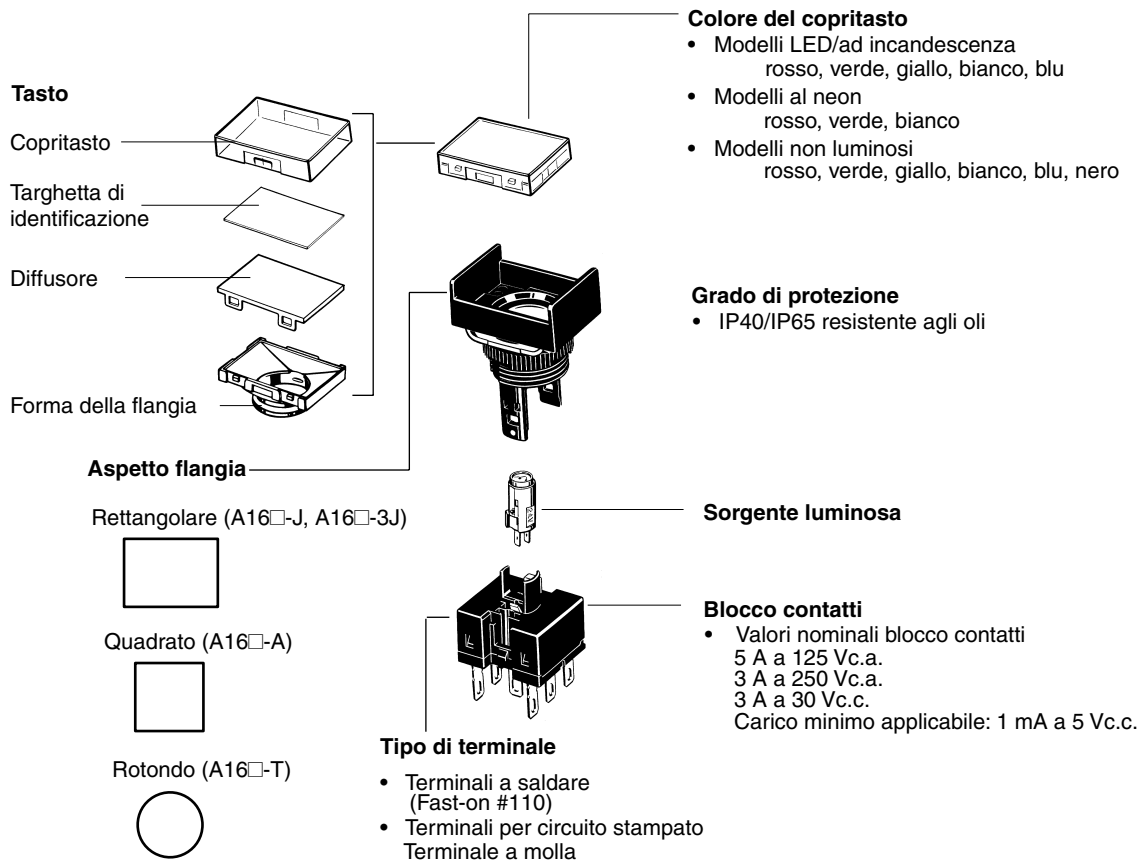 Tasto
Copritasto
Targhetta di
identificazione
Diffusore
Forma della flangia
Colore del copritasto
• Modelli LED/ad incandescenza
rosso, verde, giallo, bianco, blu
• Modelli al neon
rosso, verde, bianco
• Modelli non luminosi
rosso, verde, giallo, bianco, blu, nero
Grado di protezione
• IP40/IP65 resistente agli oli
Aspetto flangia
Rettangolare (A16□-J, A16□-3J)
Quadrato (A16□-A)
Rotondo (A16□-T)
Sorgente luminosa
Blocco contatti
• Valori nominali blocco contatti
5 A a 125 Vc.a.
3 A a 250 Vc.a.
3 A a 30 Vc.c.
Carico minimo applicabile: 1 mA a 5 Vc.c.
Tipo di terminale
• Terminali a saldare
(Fast-on #110)
• Terminali per circuito stampato
Terminale a molla